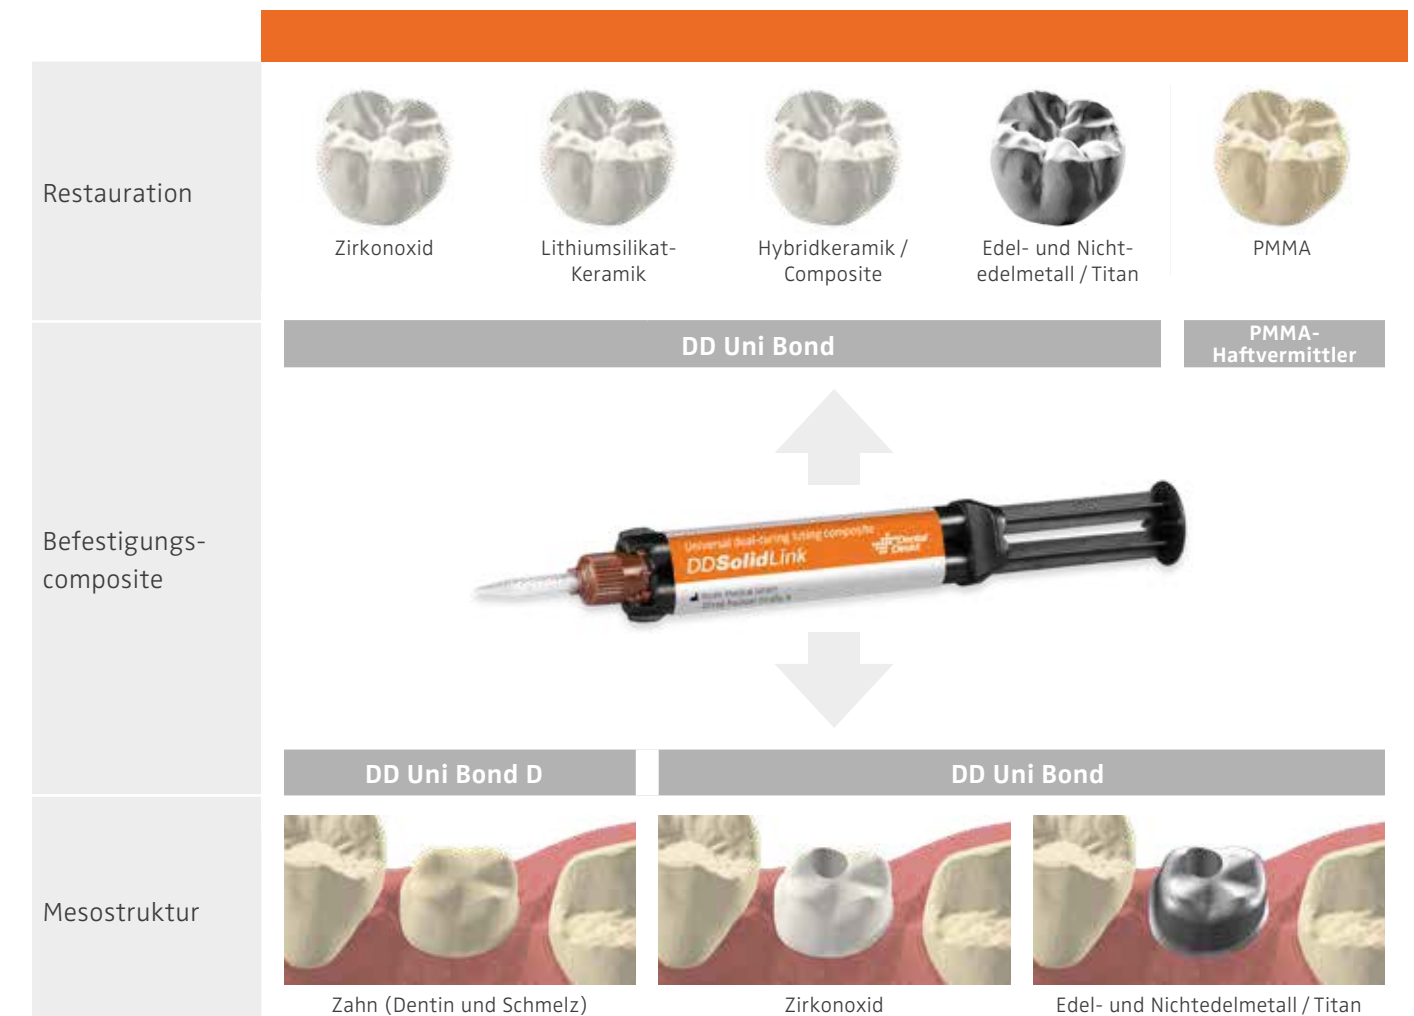 Restauration
Zirkonoxid
Lithiumsilikat-
Keramik
Hybridkeramik /
Composite
Edel- und Nicht-
edelmetall / Titan
PMMA
DD Uni Bond
PMMA-
Haftvermittler
Befestigungs-
composite
Universal dual-curing luting composite
DDSolidLink
Dental
Direkt
DD Uni Bond D
DD Uni Bond
Mesostruktur
Zahn (Dentin und Schmelz)
Zirkonoxid
Edel- und Nichtedelmetall / Titan